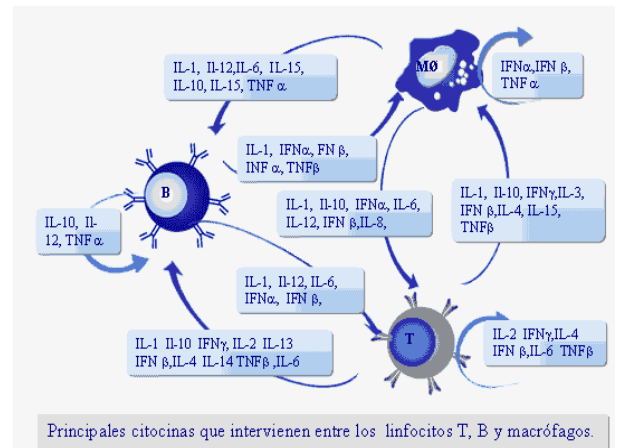 IL-1, Il-12,IL-6, IL-15,
IL-10, IL-15, TNF α
MØ
IFNα,IFN β,
TNF α
IL-1, IFNα, FN β,
INF α, TNFβ
B
IL-1, Il-10, IFNα, IL-6,
IL-12, IFN β,IL-8,
IL-1, Il-10, IFNγ,IL-3,
IFN β,IL-4, IL-15,
TNFβ
IL-10, Il-
12, TNF α
IL-1, Il-12, IL-6,
IFNα, IFN β,
IL-1 Il-10 IFNγ, IL-2 IL-13
IFN β,IL-4 IL-14 TNFβ ,IL-6
T
IL-2 IFNγ,IL-4
IFN β,IL-6 TNFβ
Principales citocinas que intervienen entre los linfocitos T, B y macrófagos.